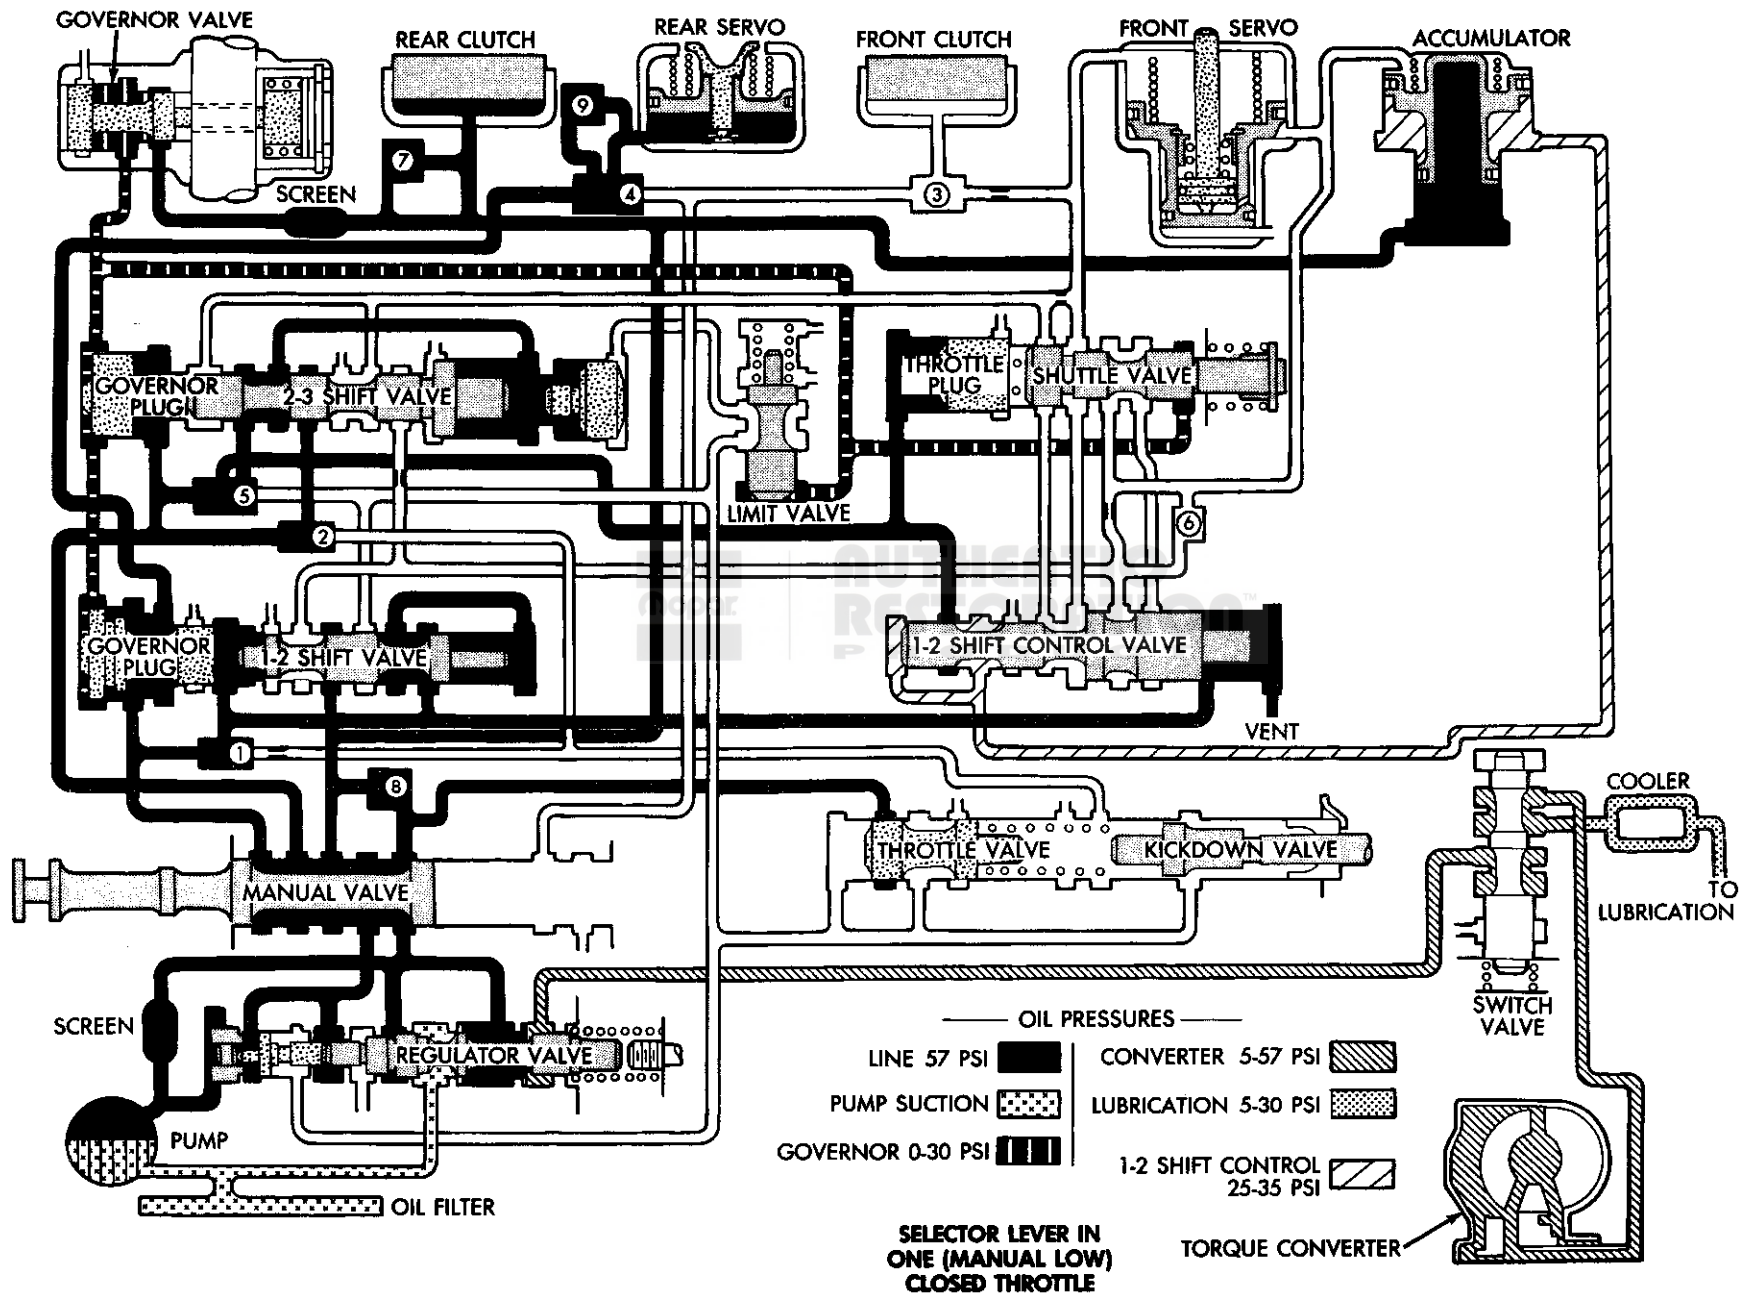 GOVERNOR VALVE
REAR CLUTCH
REAR SERVO
FRONT CLUTCH
FRONT SERVO
ACCUMULATOR
9
7
4
3
SCREEN
GOVERNOR
PLUG
2-3 SHIFT VALVE
THROTTLE
PLUG
SHUTTLE VALVE
5
LIMIT VALVE
6
2
mopar
AUTHENTIC
RESTORATION™
GOVERNOR
PLUG
1-2 SHIFT VALVE
1-2 SHIFT CONTROL VALVE
VENT
1
8
COOLER
THROTTLE VALVE
KICKDOWN VALVE
MANUAL VALVE
TO
LUBRICATION
SWITCH
VALVE
SCREEN
REGULATOR VALVE
OIL PRESSURES
LINE 57 PSI
CONVERTER 5-57 PSI
PUMP SUCTION
LUBRICATION 5-30 PSI
GOVERNOR 0-30 PSI
1-2 SHIFT CONTROL
25-35 PSI
PUMP
OIL FILTER
SELECTOR LEVER IN
ONE (MANUAL LOW)
CLOSED THROTTLE
TORQUE CONVERTER